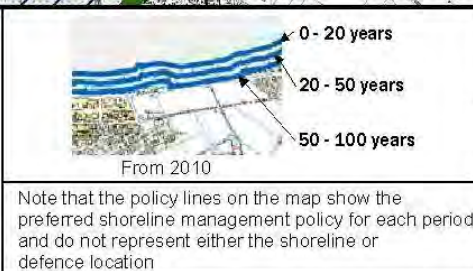 0 - 20 years
20 - 50 years
50 - 100 years
From 2010
Note that the policy lines on the map show the
preferred shoreline management policy for each period
and do not represent either the shoreline or
defence location